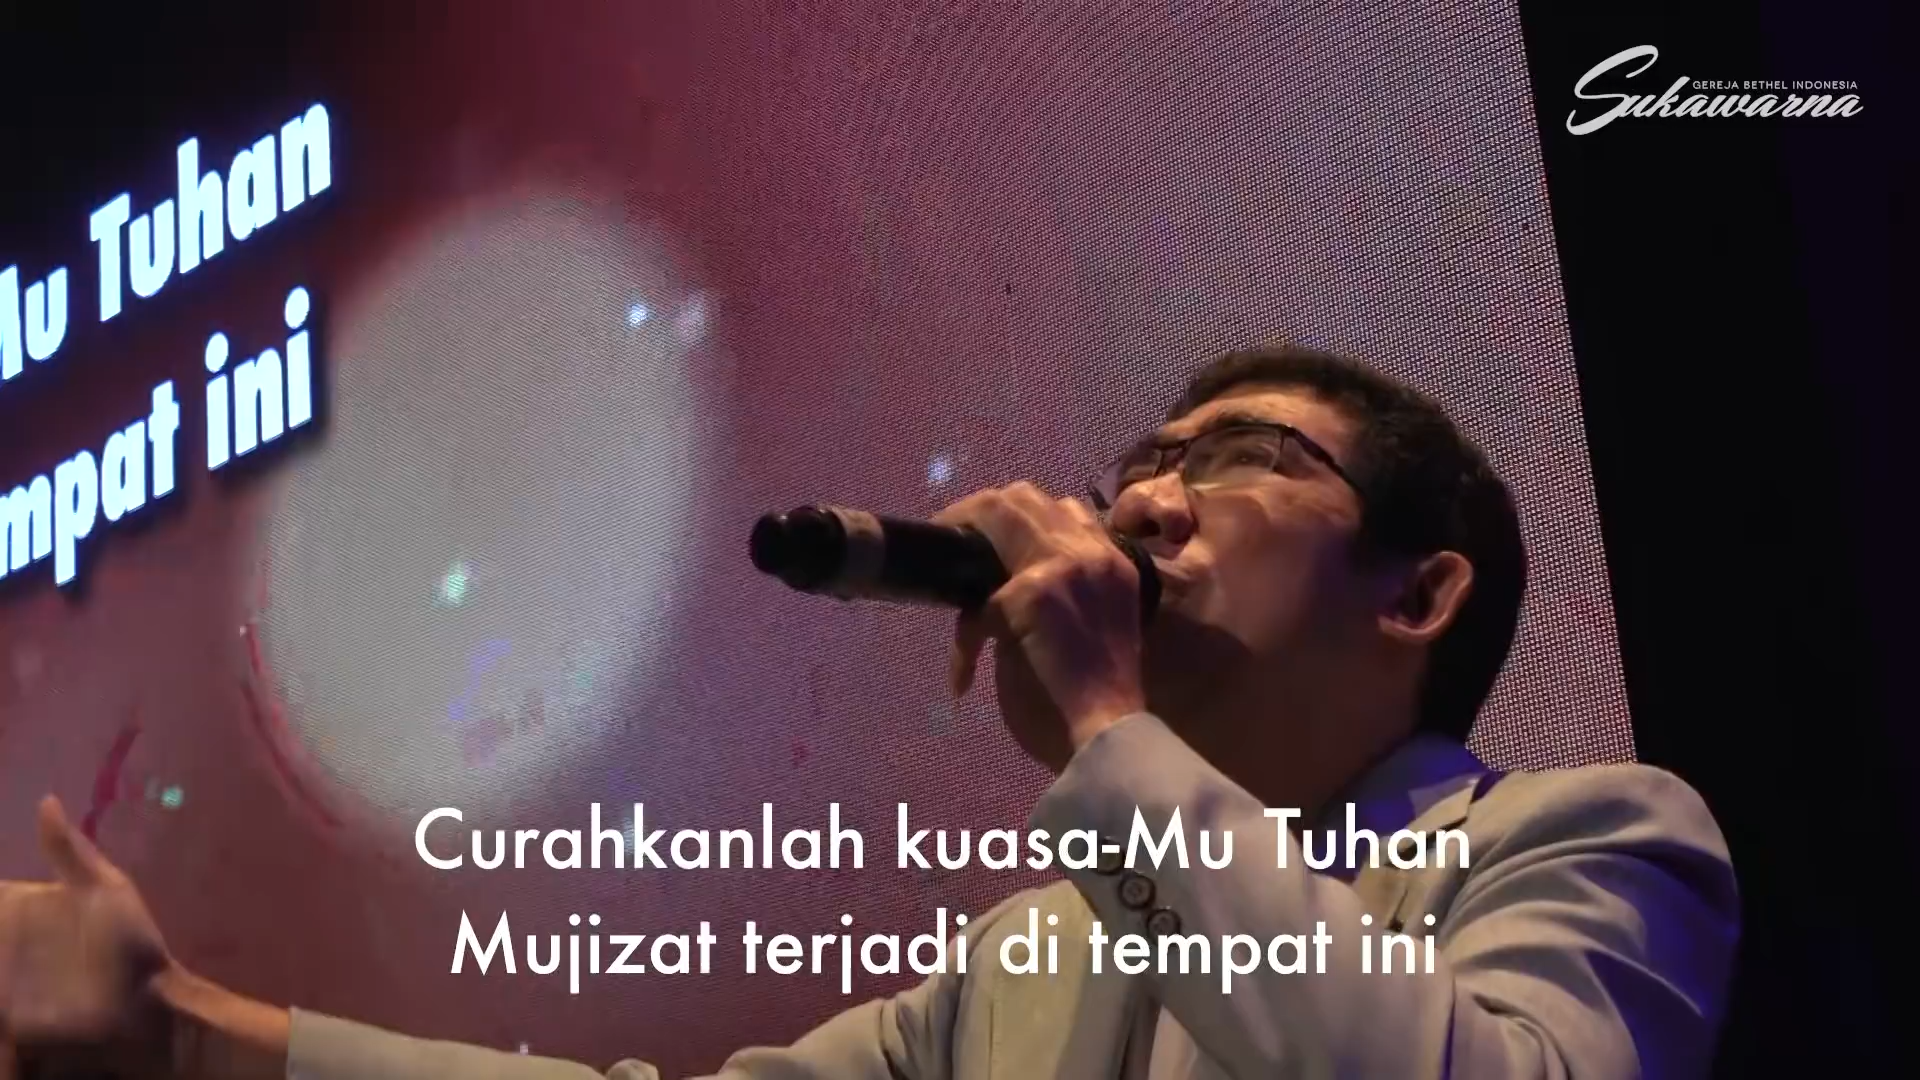 GEREJA BETHEL INDONESIA
Sukawarna
Mu Tuhan
mpat ini
Curahkanlah kuasa-Mu Tuhan
Mujizat terjadi di tempat ini